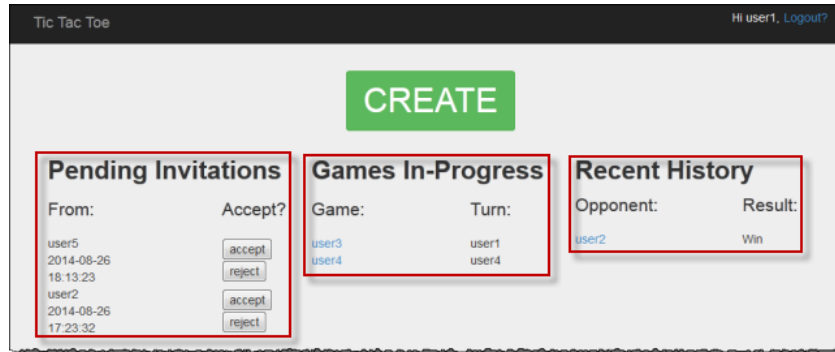 Tic Tac Toe
Hi user1, Logout?
CREATE
Pending Invitations
From: Accept?
user5
2014-08-26
18:13:23
accept
reject
user2
2014-08-26
17:23:32
accept
reject
Games In-Progress
Game: Turn:
user3 user1
user4 user4
Recent History
Opponent: Result:
user2 Win